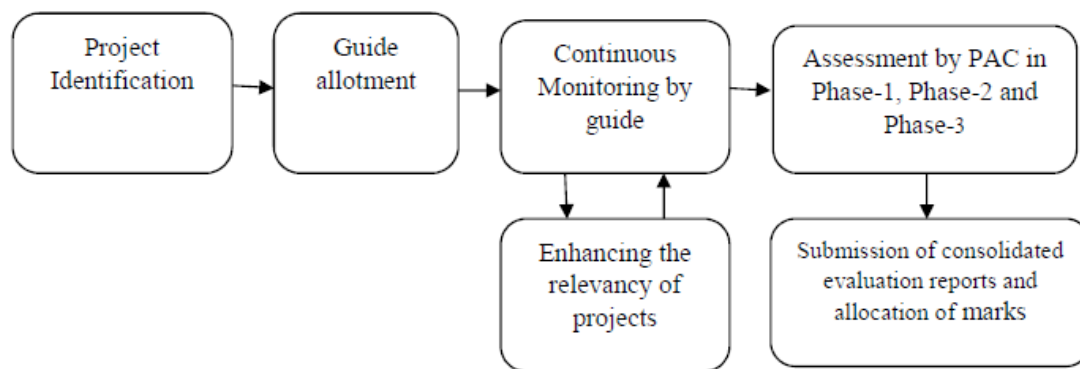 Project
Identification
Guide
allotment
Continuous
Monitoring by
guide
Assessment by PAC in
Phase-1, Phase-2 and
Phase-3
Enhancing the
relevancy of
projects
Submission of consolidated
evaluation reports and
allocation of marks